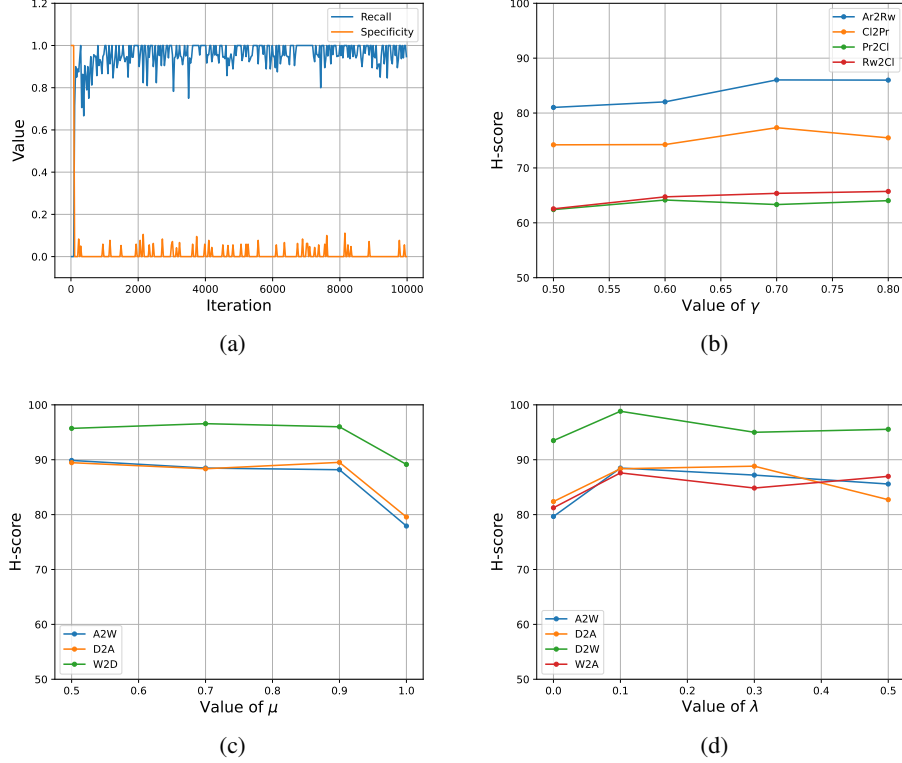 1.2
1.0
0.8
0.6
0.4
0.2
0.0
Value
0
2000
4000
6000
8000
10000
Iteration
Recall
Specificity
(a)
100
90
80
70
60
50
H-score
0.50
0.55
0.60
0.65
0.70
0.75
0.80
Value of γ
Ar2Rw
Cl2Pr
Pr2Cl
Rw2Cl
(b)
100
90
80
70
60
50
H-score
A2W
D2A
W2D
0.5
0.6
0.7
0.8
0.9
1.0
Value of μ
(c)
100
90
80
70
60
50
H-score
A2W
D2A
D2W
W2A
0.0
0.1
0.2
0.3
0.4
0.5
Value of λ
(d)